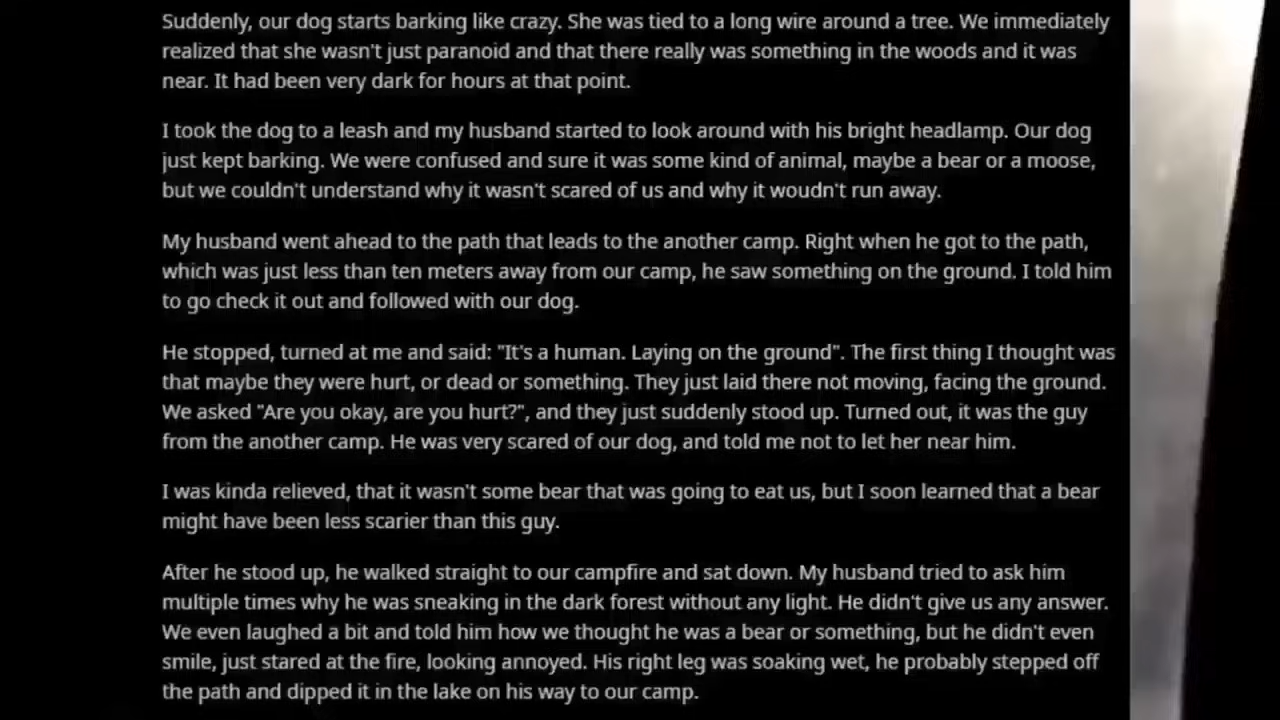 Suddenly, our dog starts barking like crazy. She was tied to a long wire around a tree. We immediately
realized that she wasn't just paranoid and that there really was something in the woods and it was
near. It had been very dark for hours at that point.
I took the dog to a leash and my husband started to look around with his bright headlamp. Our dog
just kept barking. We were confused and sure it was some kind of animal, maybe a bear or a moose,
but we couldn't understand why it wasn't scared of us and why it woudn't run away.
My husband went ahead to the path that leads to the another camp. Right when he got to the path,
which was just less than ten meters away from our camp, he saw something on the ground. I told him
to go check it out and followed with our dog.
He stopped, turned at me and said: "It's a human. Laying on the ground". The first thing I thought was
that maybe they were hurt, or dead or something. They just laid there not moving, facing the ground.
We asked "Are you okay, are you hurt?", and they just suddenly stood up. Turned out, it was the guy
from the another camp. He was very scared of our dog, and told me not to let her near him.
I was kinda relieved, that it wasn't some bear that was going to eat us, but I soon learned that a bear
might have been less scarier than this guy.
After he stood up, he walked straight to our campfire and sat down. My husband tried to ask him
multiple times why he was sneaking in the dark forest without any light. He didn't give us any answer.
We even laughed a bit and told him how we thought he was a bear or something, but he didn't even
smile, just stared at the fire, looking annoyed. His right leg was soaking wet, he probably stepped off
the path and dipped it in the lake on his way to our camp.